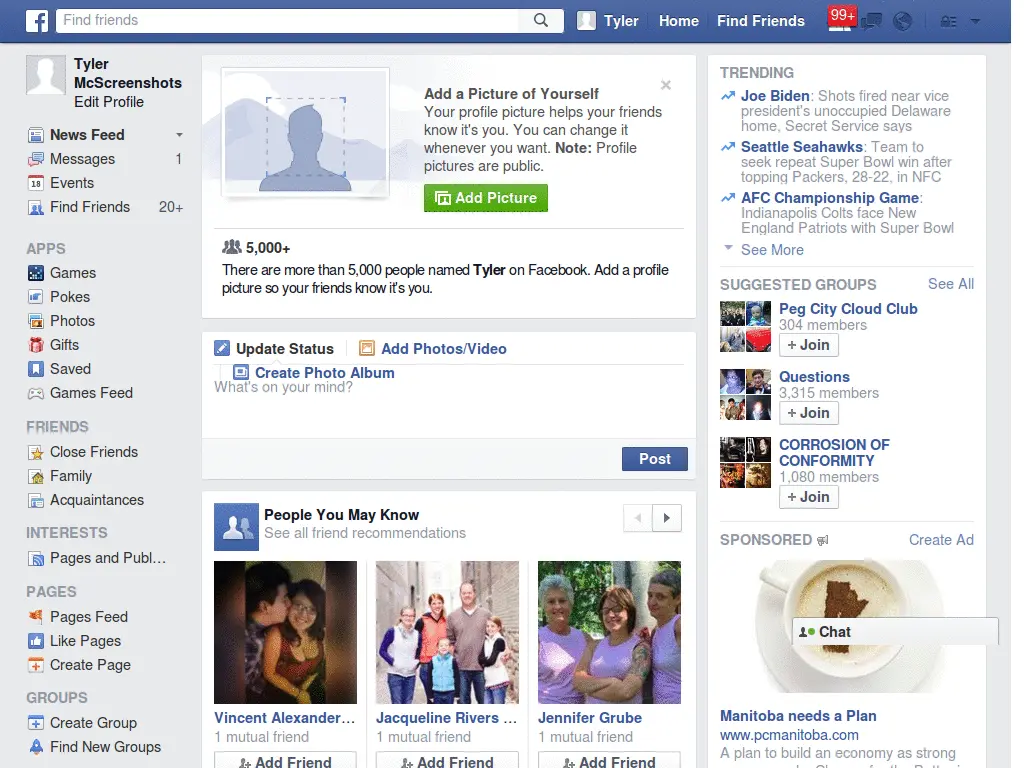 Find friends
Tyler
Home
Find Friends
99+
Tyler
McScreenshots
Edit Profile
News Feed
Messages 1
18 Events
Find Friends 20+
APPS
Games
Pokes
Photos
Gifts
Saved
Games Feed
FRIENDS
Close Friends
Family
Acquaintances
INTERESTS
Pages and Publ...
PAGES
Pages Feed
Like Pages
Create Page
GROUPS
Create Group
Find New Groups
Add a Picture of Yourself
Your profile picture helps your friends
know it's you. You can change it
whenever you want. Note: Profile
pictures are public.
Add Picture
5,000+
There are more than 5,000 people named Tyler on Facebook. Add a profile
picture so your friends know it's you.
Update Status
Add Photos/Video
Create Photo Album
What's on your mind?
Post
People You May Know
See all friend recommendations
Vincent Alexander...
1 mutual friend
Add Friend
Jacqueline Rivers ...
1 mutual friend
Add Friend
Jennifer Grube
1 mutual friend
Add Friend
TRENDING
Joe Biden: Shots fired near vice
president's unoccupied Delaware
home, Secret Service says
Seattle Seahawks: Team to
seek repeat Super Bowl win after
topping Packers, 28-22, in NFC
AFC Championship Game:
Indianapolis Colts face New
England Patriots with Super Bowl
See More
SUGGESTED GROUPS See All
Peg City Cloud Club
304 members
+ Join
Questions
3,315 members
+ Join
CORROSION OF
CONFORMITY
1,080 members
+ Join
SPONSORED Create Ad
Chat
Manitoba needs a Plan
www.pcmanitoba.com
A plan to build an economy as strong